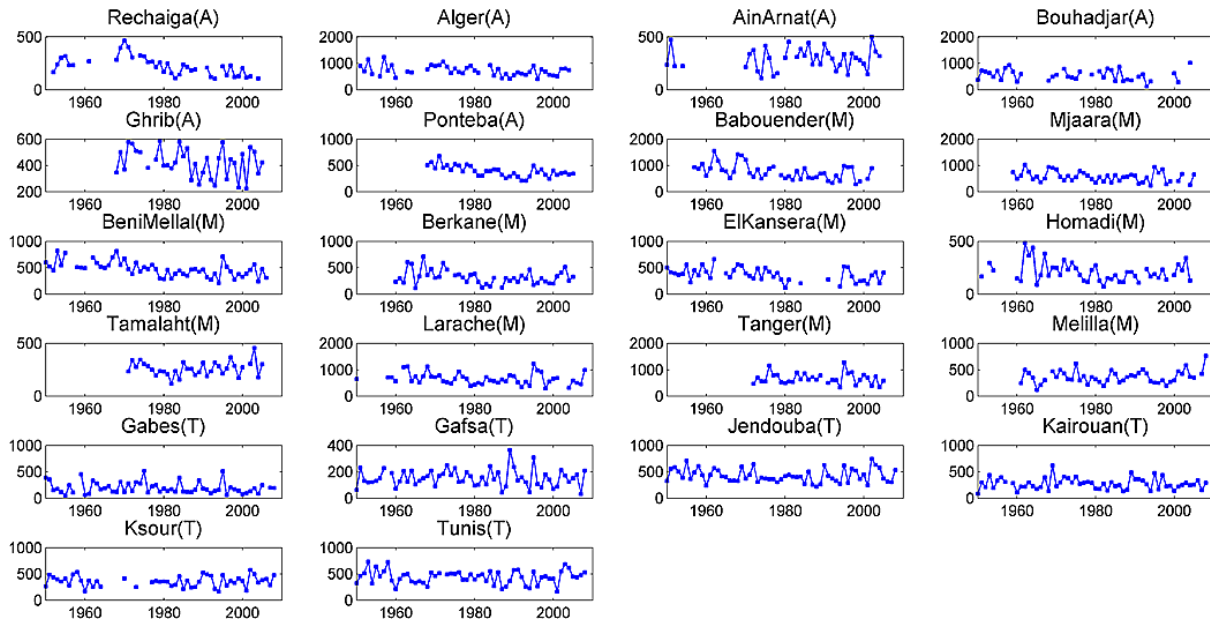 Rechaiga(A) Alger(A) AinArnat(A) Bouhadjar(A)
500 2000 500 2000
1000 1000
0 0 0 0
1960 1980 2000 1960 1980 2000 1960 1980 2000 1960 1980 2000
Ghrib(A) Ponteba(A) Babouender(M) Mjaara(M)
600 1000 2000 2000
400 500 1000 1000
200 0 0 0
1960 1980 2000 1960 1980 2000 1960 1980 2000 1960 1980 2000
BeniMellal(M) Berkane(M) ElKansera(M) Homadi(M)
1000 1000 1000 500
500 500 500
0 0 0 0
1960 1980 2000 1960 1980 2000 1960 1980 2000 1960 1980 2000
Tamalaht(M) Larache(M) Tanger(M) Melilla(M)
500 2000 2000 1000
1000 1000 500
0 0 0 0
1960 1980 2000 1960 1980 2000 1960 1980 2000 1960 1980 2000
Gabes(T) Gafsa(T) Jendouba(T) Kairouan(T)
1000 400 1000 1000
500 200 500 500
0 0 0 0
1960 1980 2000 1960 1980 2000 1960 1980 2000 1960 1980 2000
Ksour(T) Tunis(T)
1000 1000
500 500
0 0
1960 1980 2000 1960 1980 2000